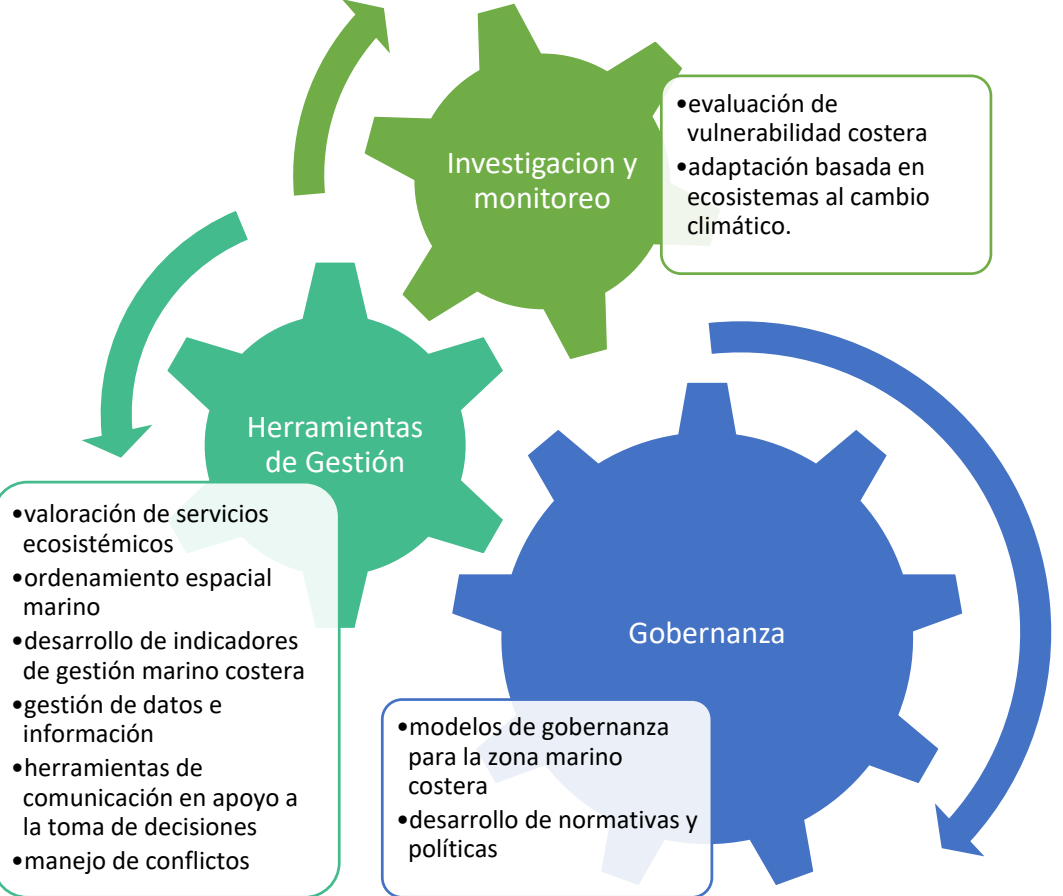 Investigacion y
monitoreo
•evaluación de
vulnerabilidad costera
•adaptación basada en
ecosistemas al cambio
climático.
Herramientas
de Gestión
•valoración de servicios
ecosistémicos
•ordenamiento espacial
marino
•desarrollo de indicadores
de gestión marino costera
•gestión de datos e
información
•herramientas de
comunicación en apoyo a
la toma de decisiones
•manejo de conflictos
Gobernanza
•modelos de gobernanza
para la zona marino
costera
•desarrollo de normativas y
políticas